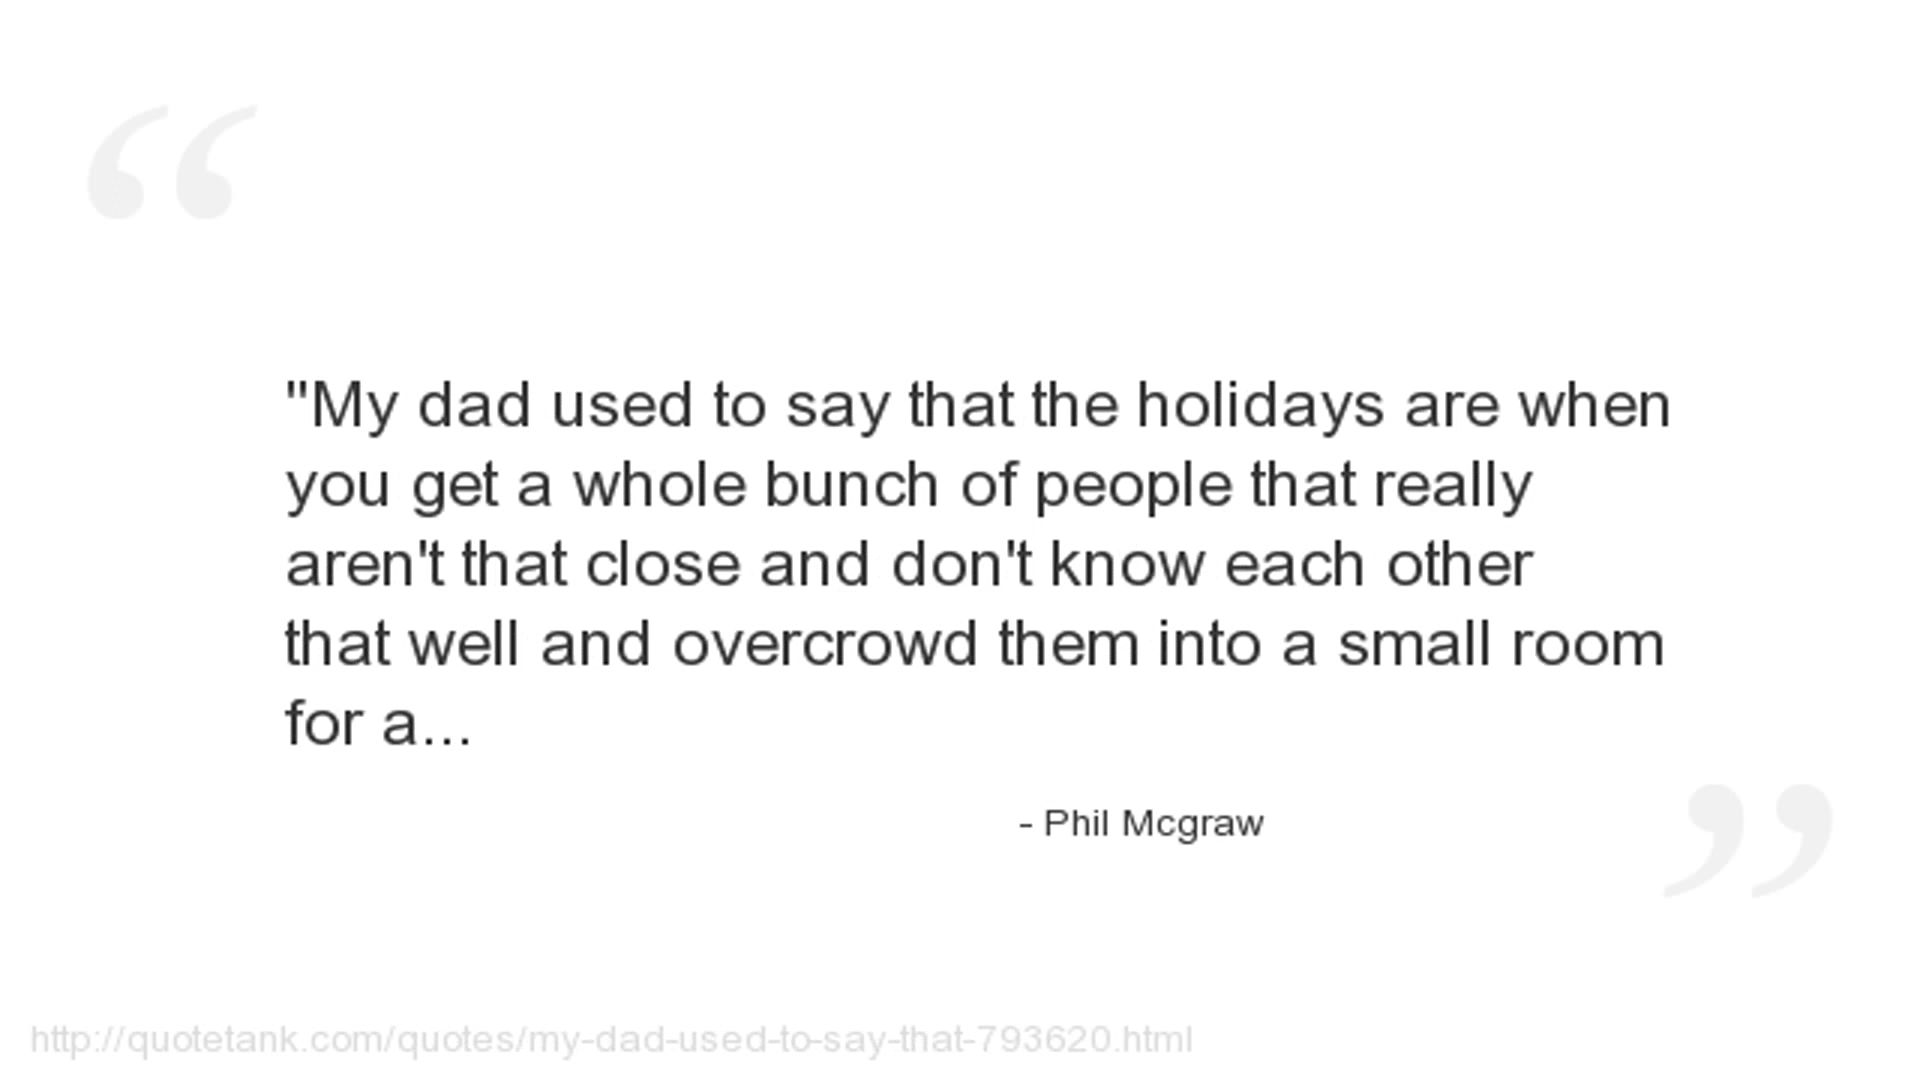 "My dad used to say that the holidays are when
you get a whole bunch of people that really
aren't that close and don't know each other
that well and overcrowd them into a small room
for a...
- Phil Mcgraw
http://quotetank.com/quotes/my-dad-used-to-say-that-793620.html